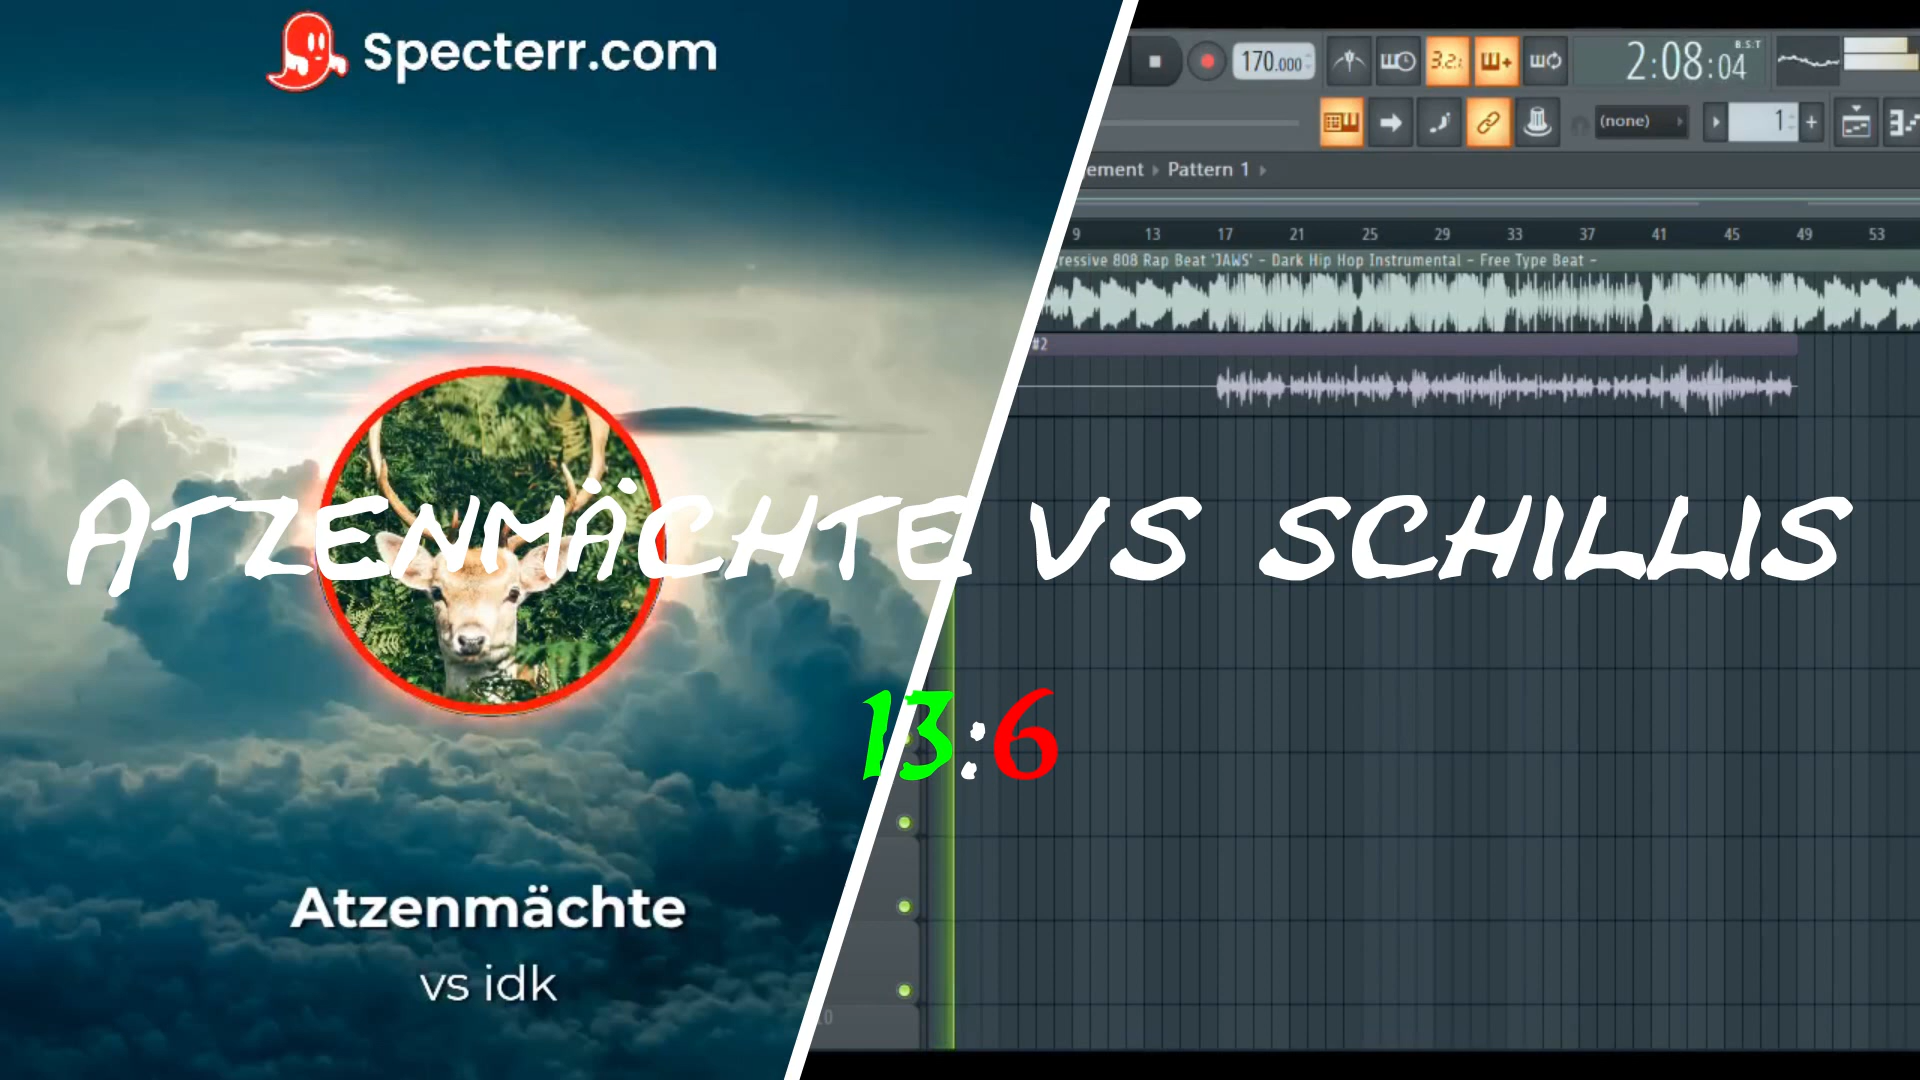 Specterr.com
170.000
3.2.:
B.S.T
2:08:04
(none)
1
ement Pattern 1
9 13 17 21 25 29 33 37 41 45 49 53
ressive 808 Rap Beat 'JAWS' - Dark Hip Hop Instrumental - Free Type Beat -
#2
ATZENMÄCHTE VS SCHILLIS
13:6
Atzenmächte
vs idk